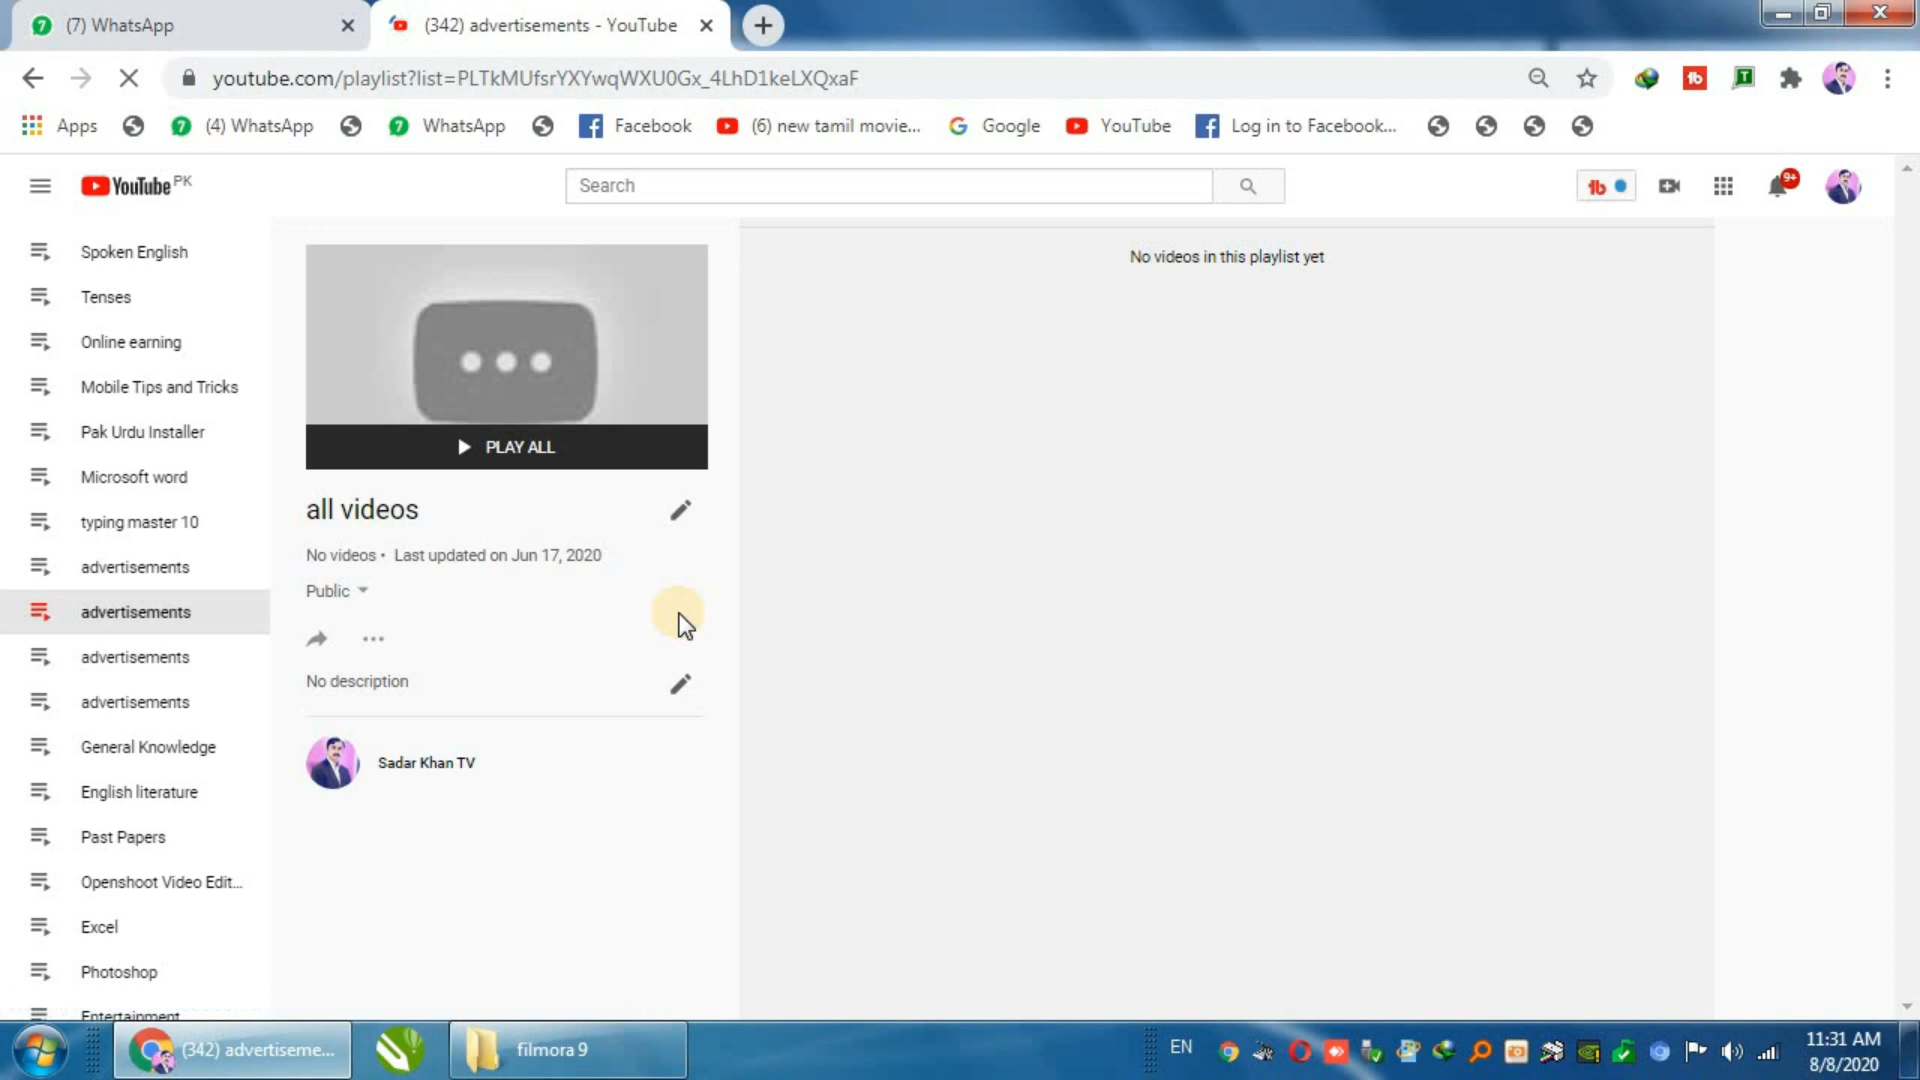 (7) WhatsApp
(342) advertisements - YouTube
youtube.com/playlist?list=PLTkMUfsrYXYwqWXU0Gx_4LhD1keLXQxaF
Apps
(4) WhatsApp
WhatsApp
Facebook
(6) new tamil movie...
Google
YouTube
Log in to Facebook...
YouTube PK
Search
9+
Spoken English
Tenses
Online earning
Mobile Tips and Tricks
Pak Urdu Installer
Microsoft word
typing master 10
advertisements
advertisements
advertisements
advertisements
General Knowledge
English literature
Past Papers
Openshoot Video Edit...
Excel
Photoshop
Entertainment
PLAY ALL
all videos
No videos • Last updated on Jun 17, 2020
Public
No description
Sadar Khan TV
No videos in this playlist yet
(342) advertiseme...
filmora 9
EN
11:31 AM
8/8/2020